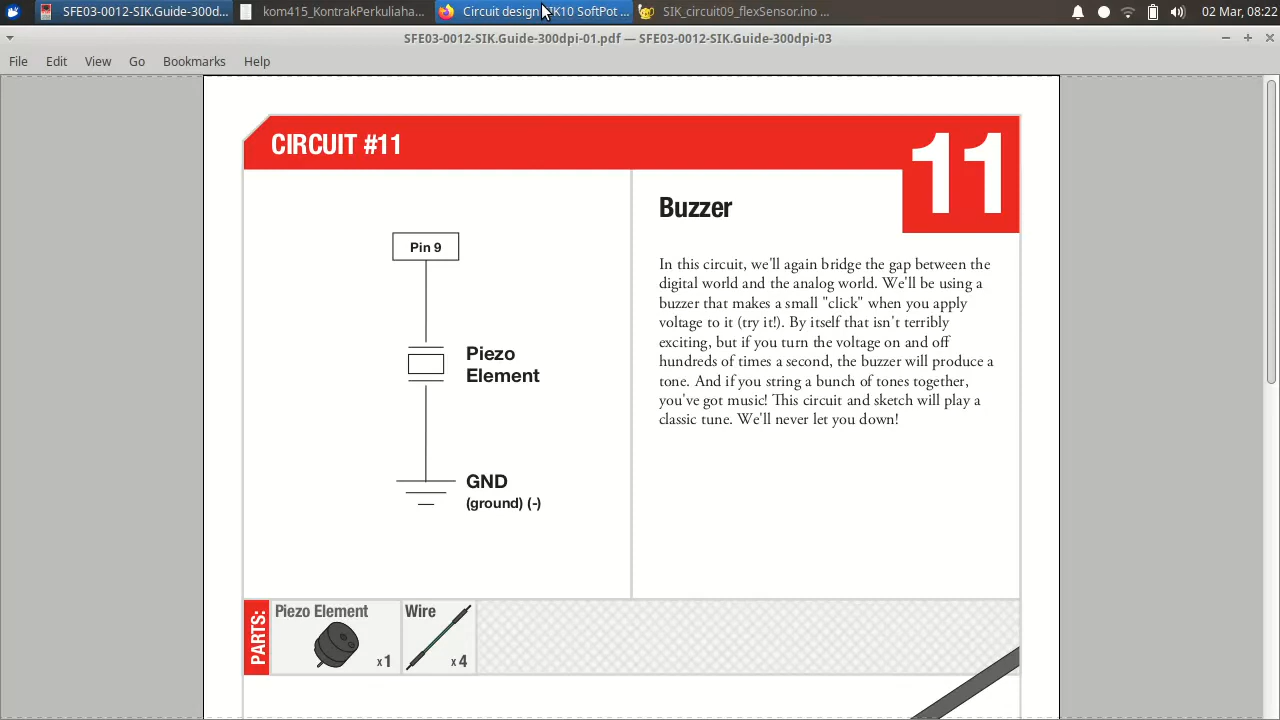 SFE03-0012-SIK.Guide-300d...
kom415_KontrakPerkuliaha...
Circuit design SIK10 SoftPot ...
SIK_circuit09_flexSensor.ino ...
02 Mar, 08:22
SFE03-0012-SIK.Guide-300dpi-01.pdf — SFE03-0012-SIK.Guide-300dpi-03
File Edit View Go Bookmarks Help
CIRCUIT #11
11
Pin 9
Piezo
Element
GND
(ground) (-)
Buzzer
In this circuit, we'll again bridge the gap between the
digital world and the analog world. We'll be using a
buzzer that makes a small "click" when you apply
voltage to it (try it!). By itself that isn't terribly
exciting, but if you turn the voltage on and off
hundreds of times a second, the buzzer will produce a
tone. And if you string a bunch of tones together,
you've got music! This circuit and sketch will play a
classic tune. We'll never let you down!
PARTS:
Piezo Element
x 1
Wire
x 4